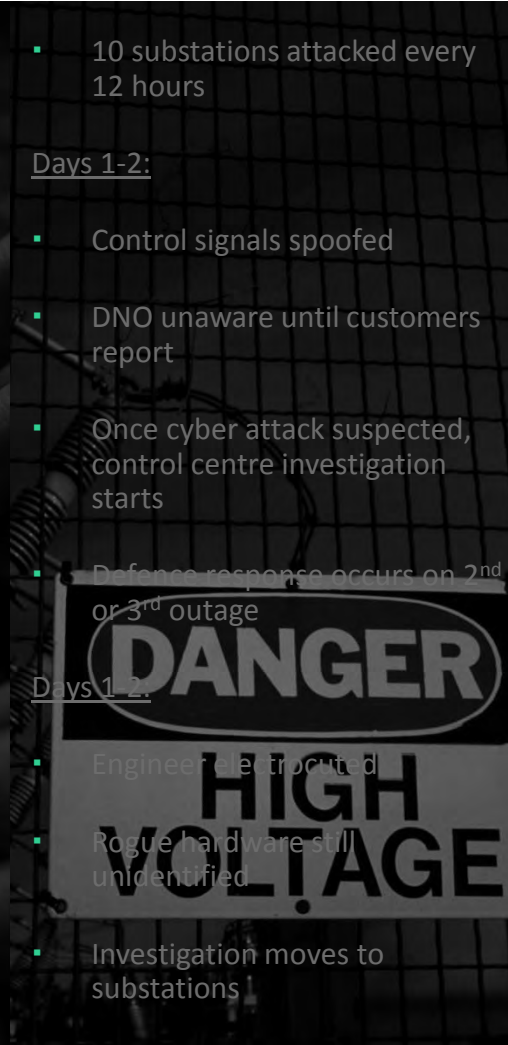 10 substations attacked every
12 hours
Days 1-2:
Control signals spoofed
DNO unaware until customers
report
Once cyber attack suspected,
control centre investigation
starts
Defence response occurs on 2nd
or 3rd outage
DANGER
Days 1-2:
Engineer electrocuted
HIGH
Rogue hardware still
unidentified
VOLTAGE
Investigation moves to
substations